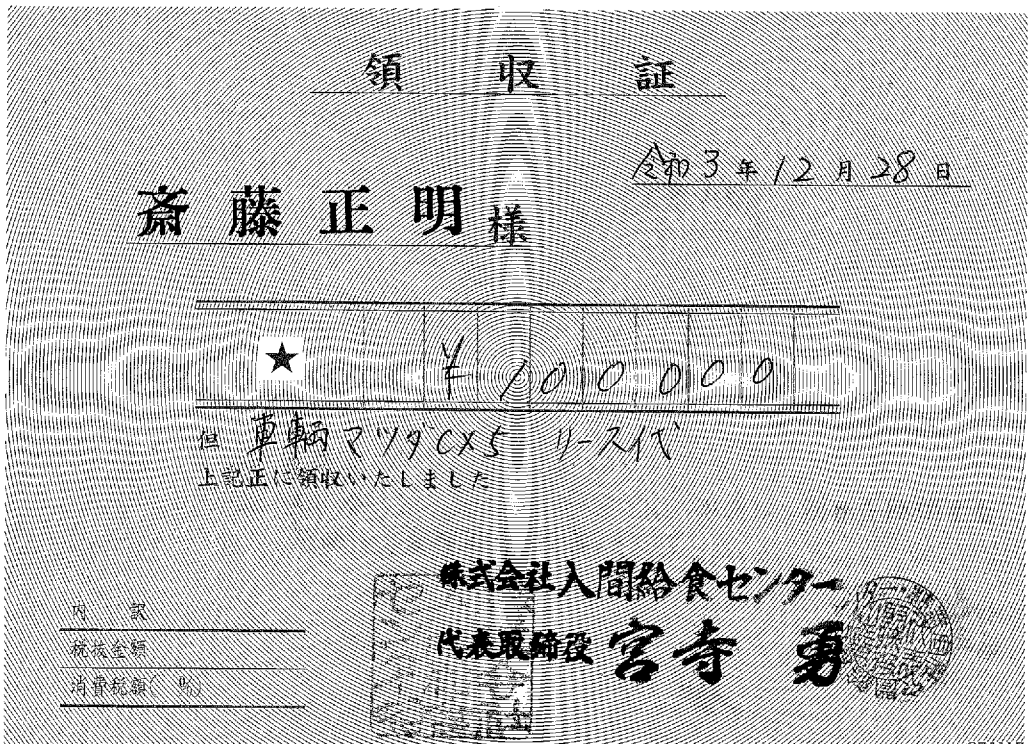 領収証
令和3年12月28日
斎藤正明様
★ ¥100000
但 車輌マツダCX5 リース代
上記正に領収いたしました
株式会社入間給食センター
代表取締役 宮寺勇
内訳
税抜金額
消費税額( %)